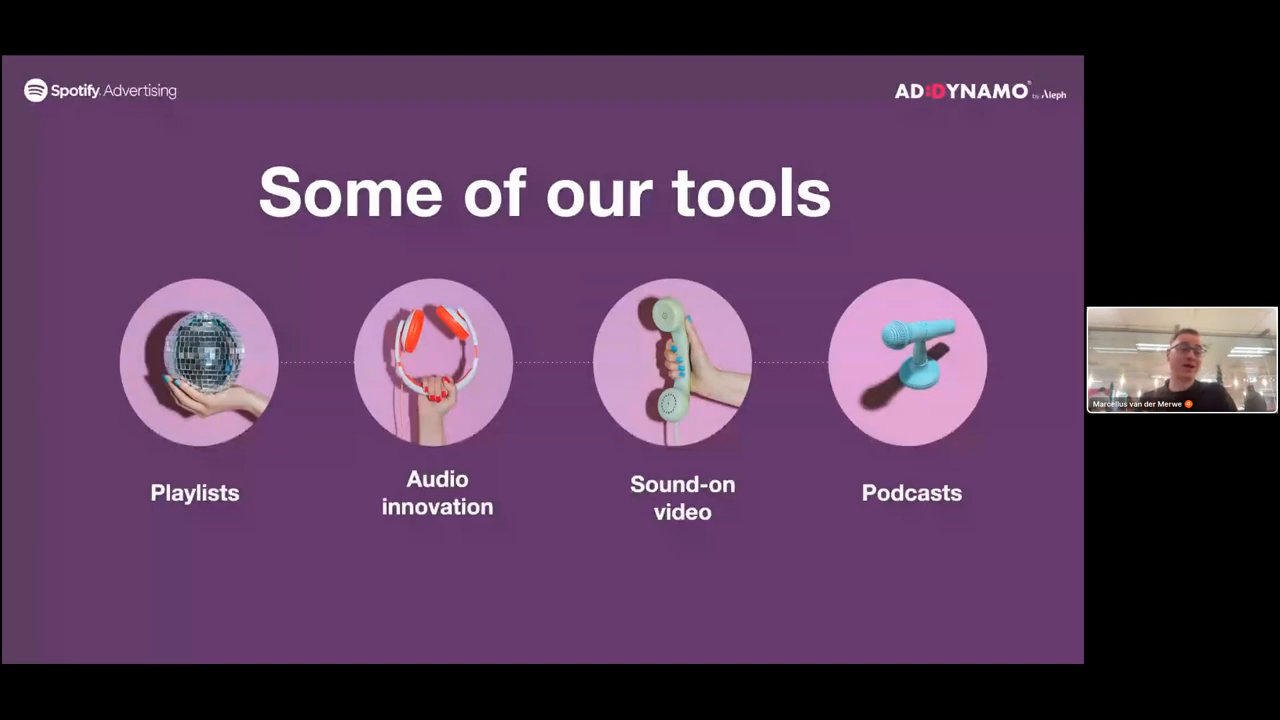 Spotify Advertising
AD:DYNAMO® by Aleph
Some of our tools
Playlists
Audio
innovation
Sound-on
video
Podcasts
Marcellus van der Merwe